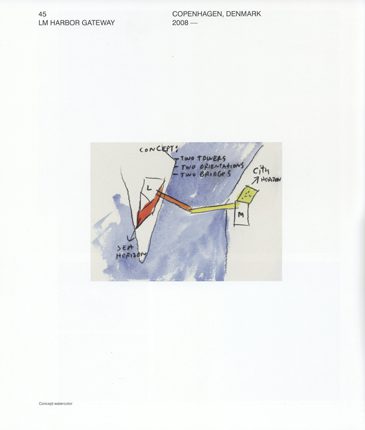 45
LM HARBOR GATEWAY
COPENHAGEN, DENMARK
2008 —
CONCEPT:
– TWO TOWERS
– TWO ORIENTATIONS
– TWO BRIDGES
CITY
HORIZON
L
M
SEA
HORIZON
Concept watercolor